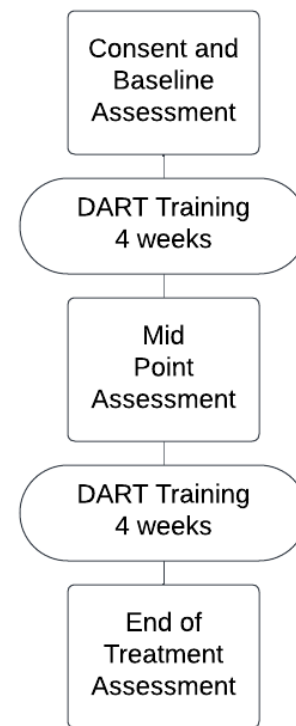 Consent and
Baseline
Assessment
DART Training
4 weeks
Mid
Point
Assessment
DART Training
4 weeks
End of
Treatment
Assessment